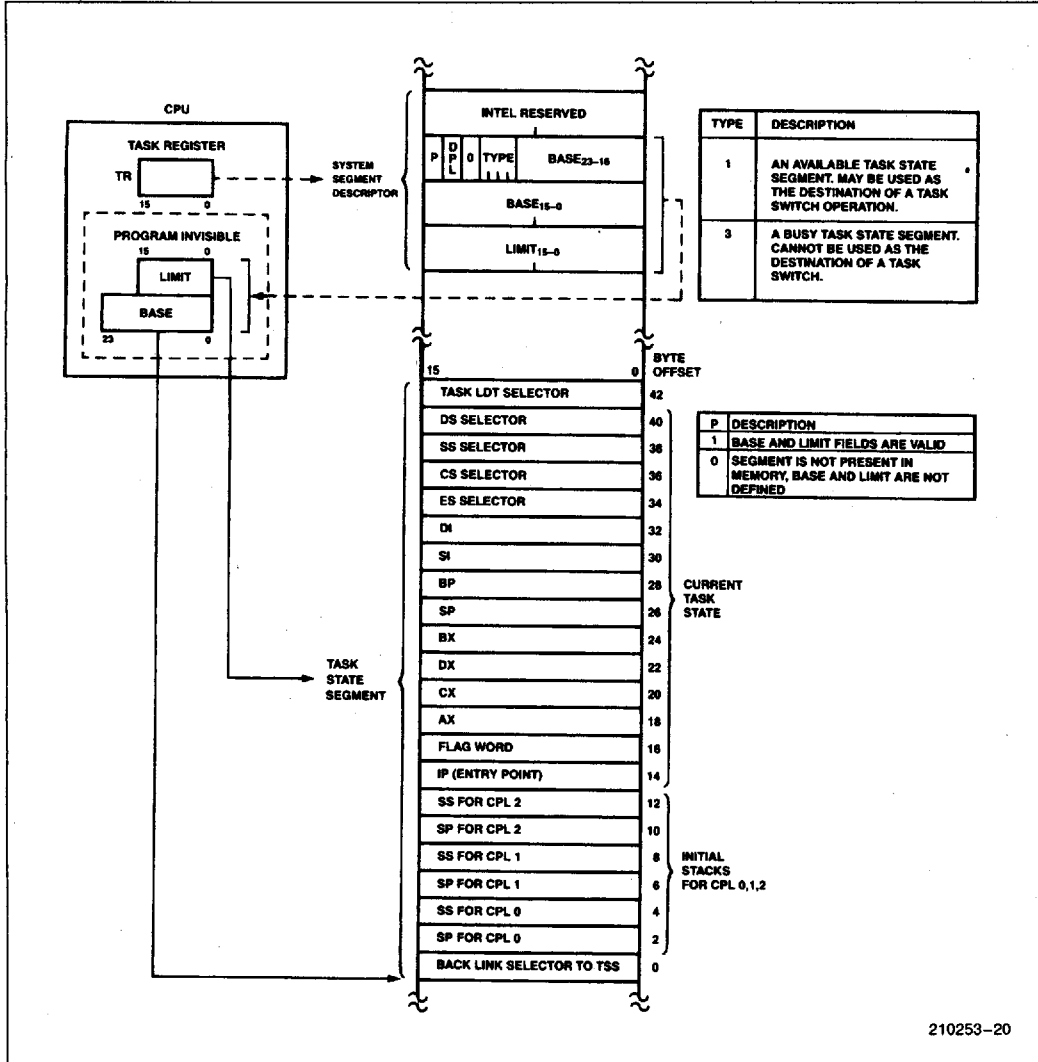 CPU
TASK REGISTER
TR
15 0
PROGRAM INVISIBLE
15 0
LIMIT
BASE
23 0
SYSTEM
SEGMENT
DESCRIPTOR
INTEL RESERVED
P DPL 0 TYPE BASE23–16
BASE15–0
LIMIT15–0
TYPE DESCRIPTION
1 AN AVAILABLE TASK STATE
SEGMENT. MAY BE USED AS
THE DESTINATION OF A TASK
SWITCH OPERATION.
3 A BUSY TASK STATE SEGMENT.
CANNOT BE USED AS THE
DESTINATION OF A TASK
SWITCH.
P DESCRIPTION
1 BASE AND LIMIT FIELDS ARE VALID
0 SEGMENT IS NOT PRESENT IN
MEMORY, BASE AND LIMIT ARE NOT
DEFINED
15 0
BYTE
OFFSET
TASK LDT SELECTOR 42
DS SELECTOR 40
SS SELECTOR 38
CS SELECTOR 36
ES SELECTOR 34
DI 32
SI 30
BP 28
SP 26
BX 24
DX 22
CX 20
AX 18
FLAG WORD 16
IP (ENTRY POINT) 14
SS FOR CPL 2 12
SP FOR CPL 2 10
SS FOR CPL 1 8
SP FOR CPL 1 6
SS FOR CPL 0 4
SP FOR CPL 0 2
BACK LINK SELECTOR TO TSS 0
TASK
STATE
SEGMENT
CURRENT
TASK
STATE
INITIAL
STACKS
FOR CPL 0,1,2
210253–20